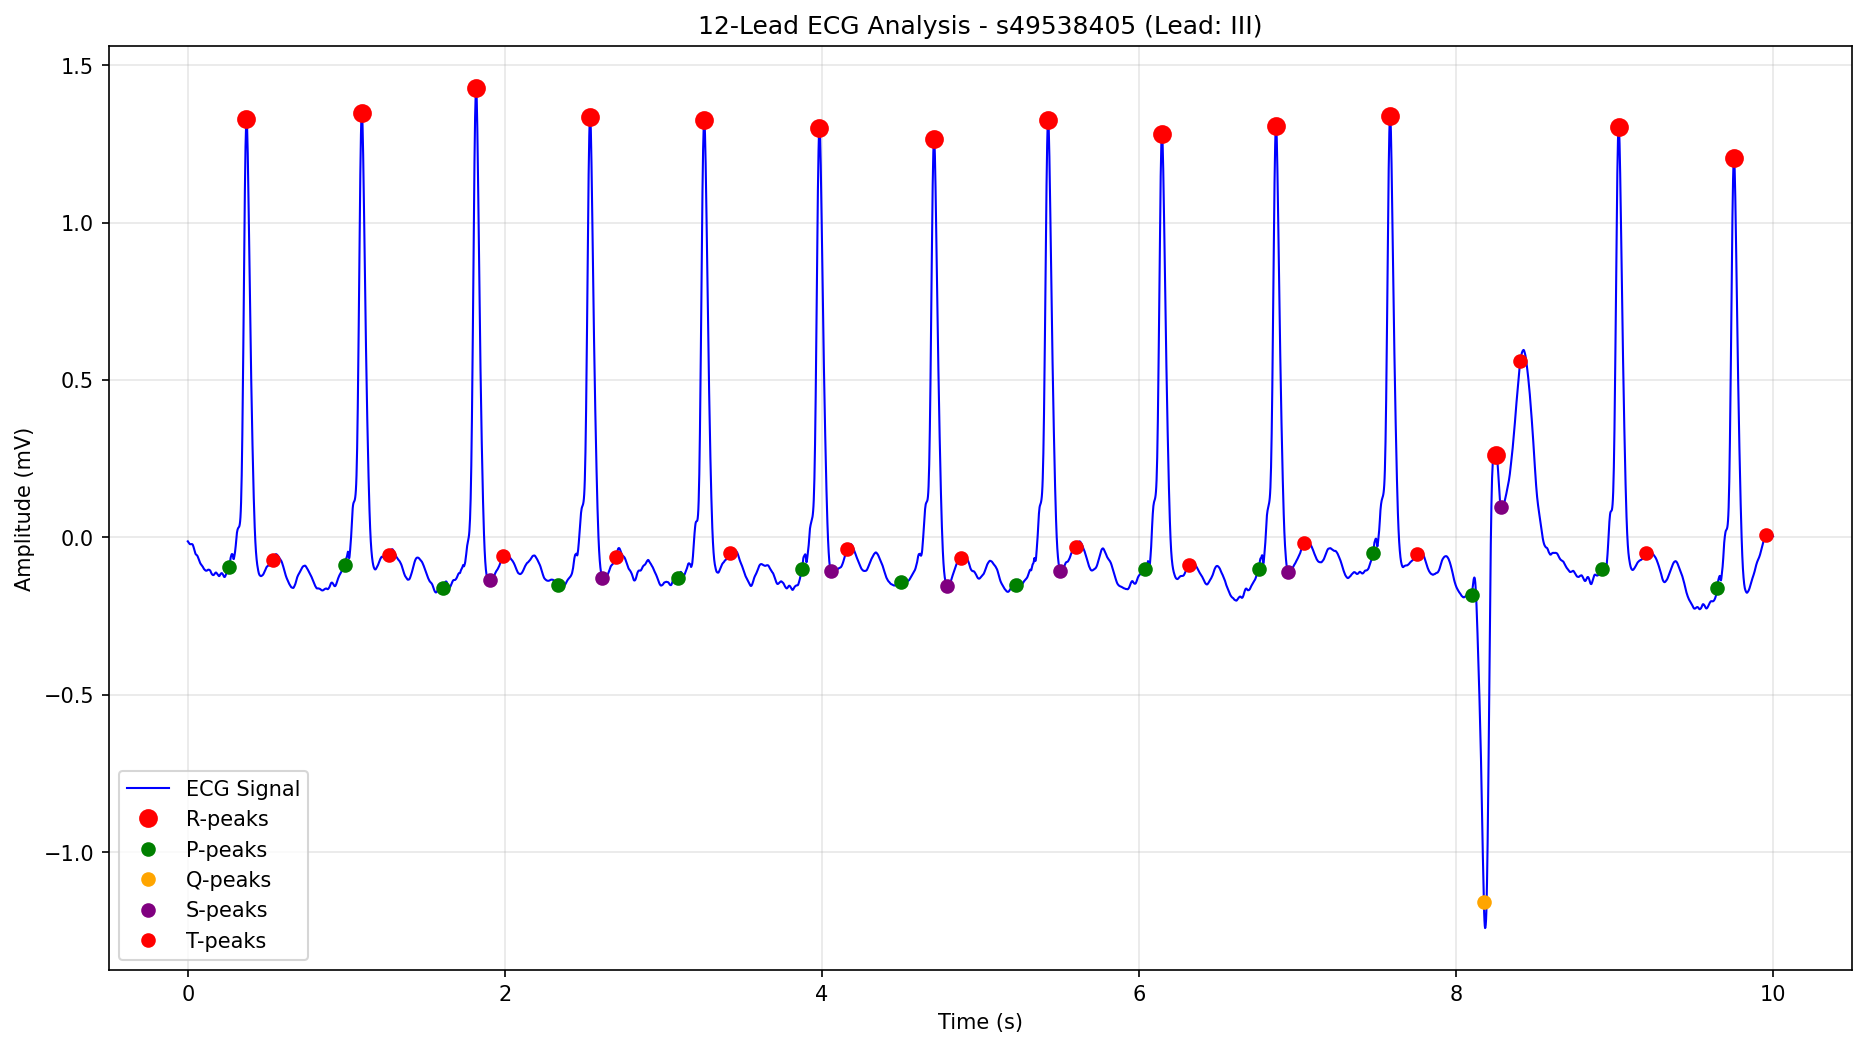 12-Lead ECG Analysis - s49538405 (Lead: III)
Amplitude (mV)
1.5
1.0
0.5
0.0
−0.5
−1.0
ECG Signal
R-peaks
P-peaks
Q-peaks
S-peaks
T-peaks
0
2
4
6
8
10
Time (s)